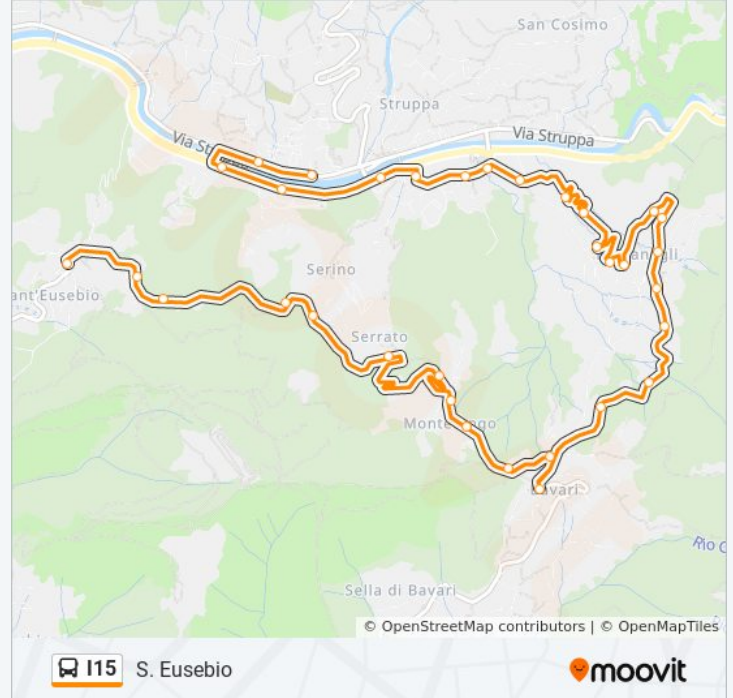 San Cosimo
Struppa
Via Struppa
Via St
ant'Eusebio
Serino
Serrato
Bavari
Sella di Bavari
Rio
© OpenStreetMap contributors | © OpenMapTiles
I15 S. Eusebio
moovit